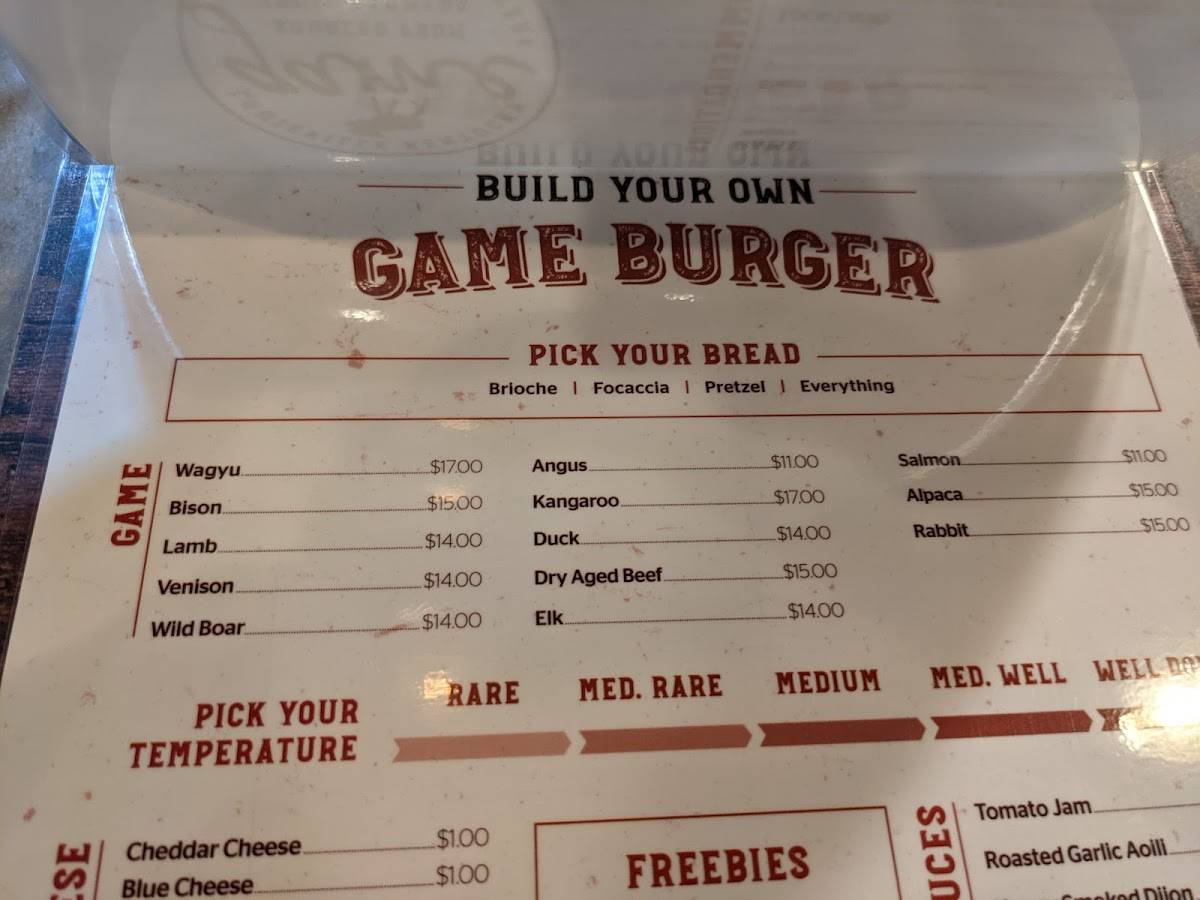 BUILD YOUR OWN
GAME BURGER
PICK YOUR BREAD
Brioche | Focaccia | Pretzel | Everything
GAME
Wagyu $17.00
Bison $15.00
Lamb $14.00
Venison $14.00
Wild Boar $14.00
Angus $11.00
Kangaroo $17.00
Duck $14.00
Dry Aged Beef $15.00
Elk $14.00
Salmon $11.00
Alpaca $15.00
Rabbit $15.00
PICK YOUR
TEMPERATURE
RARE MED. RARE MEDIUM MED. WELL WELL
Cheddar Cheese $1.00
Blue Cheese $1.00
FREEBIES
Tomato Jam
Roasted Garlic Aoili
Smoked Dijon